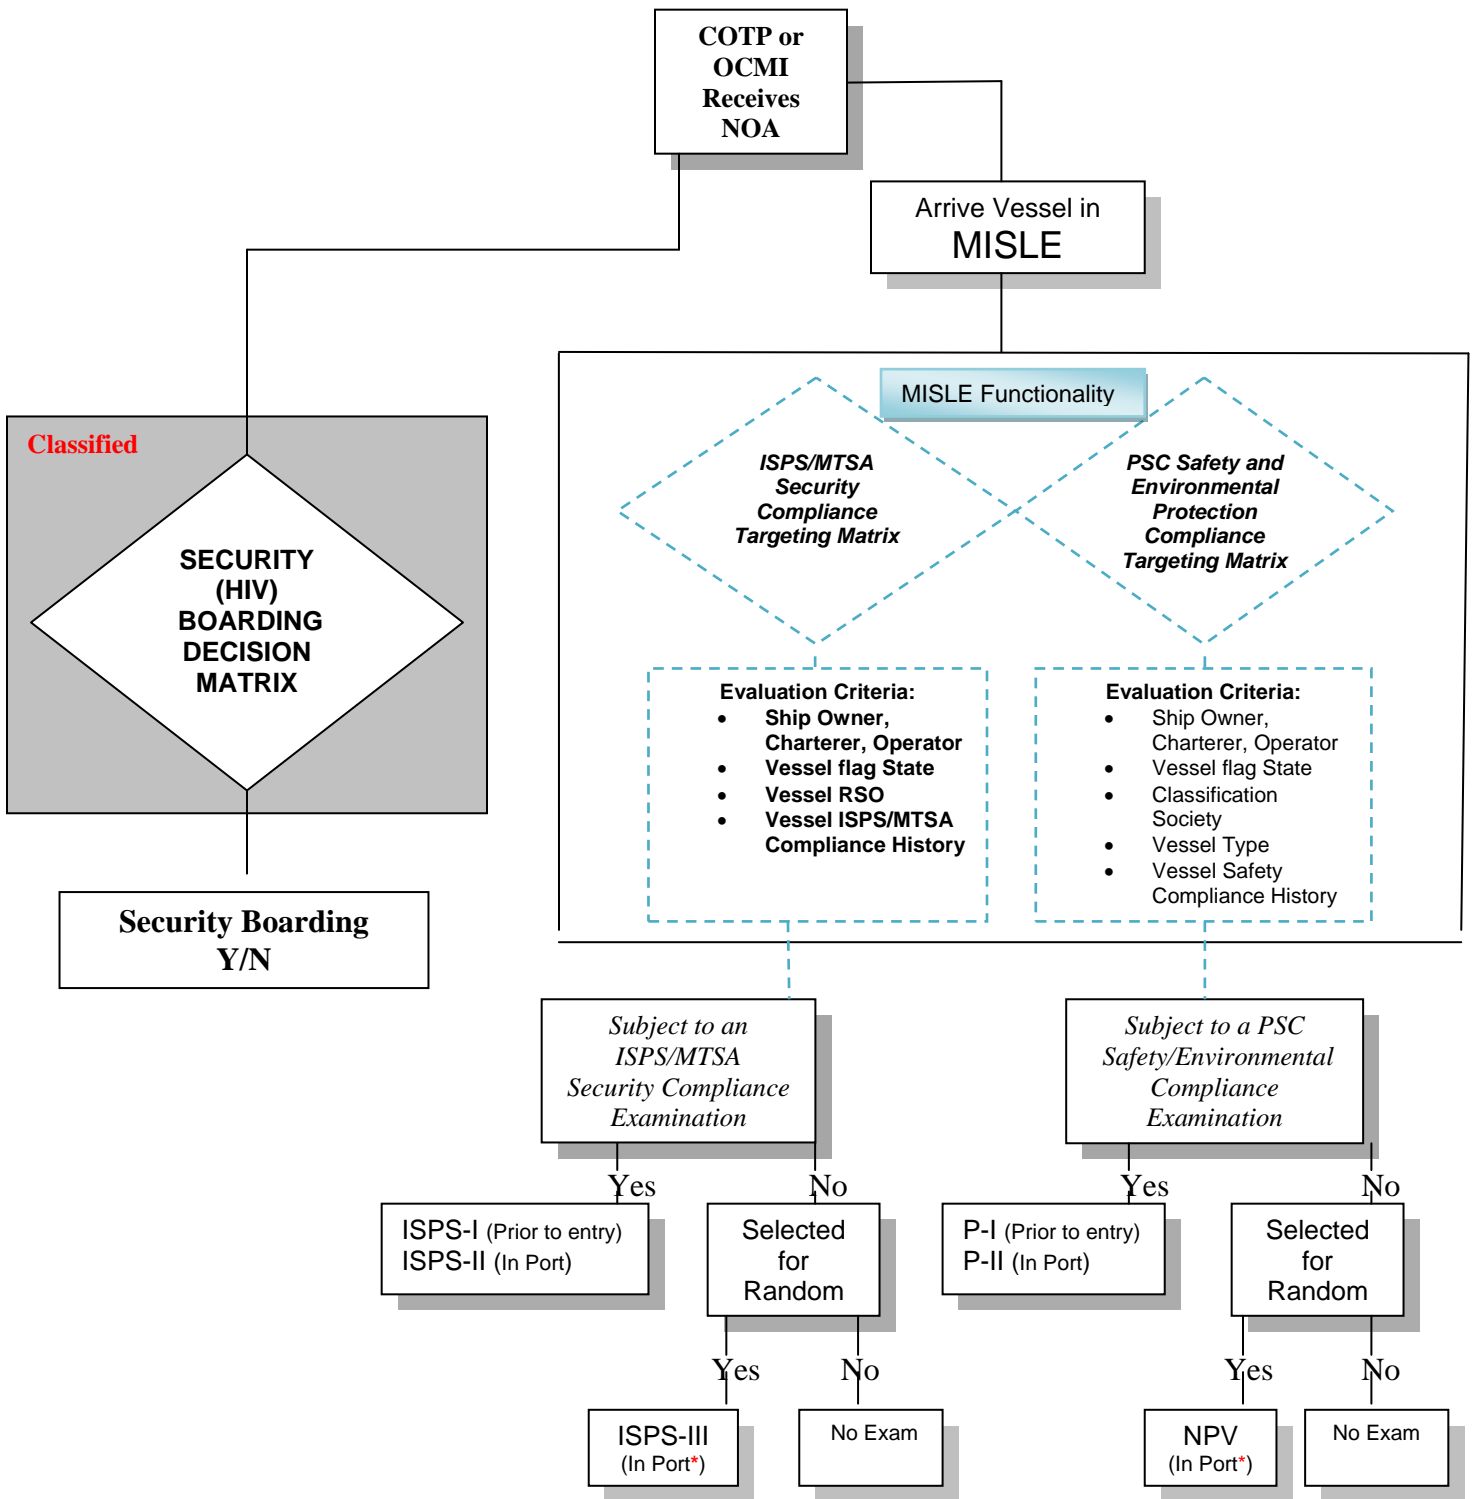 COTP or
OCMI
Receives
NOA
Arrive Vessel in
MISLE
MISLE Functionality
Classified
SECURITY
(HIV)
BOARDING
DECISION
MATRIX
Security Boarding
Y/N
ISPS/MTSA
Security
Compliance
Targeting Matrix
PSC Safety and
Environmental
Protection
Compliance
Targeting Matrix
Evaluation Criteria:
• Ship Owner,
Charterer, Operator
• Vessel flag State
• Vessel RSO
• Vessel ISPS/MTSA
Compliance History
Evaluation Criteria:
• Ship Owner,
Charterer, Operator
• Vessel flag State
• Classification
Society
• Vessel Type
• Vessel Safety
Compliance History
Subject to an
ISPS/MTSA
Security Compliance
Examination
Subject to a PSC
Safety/Environmental
Compliance
Examination
Yes
No
Yes
No
ISPS-I (Prior to entry)
ISPS-II (In Port)
Selected
for
Random
P-I (Prior to entry)
P-II (In Port)
Selected
for
Random
Yes
No
Yes
No
ISPS-III
(In Port*)
No Exam
NPV
(In Port*)
No Exam